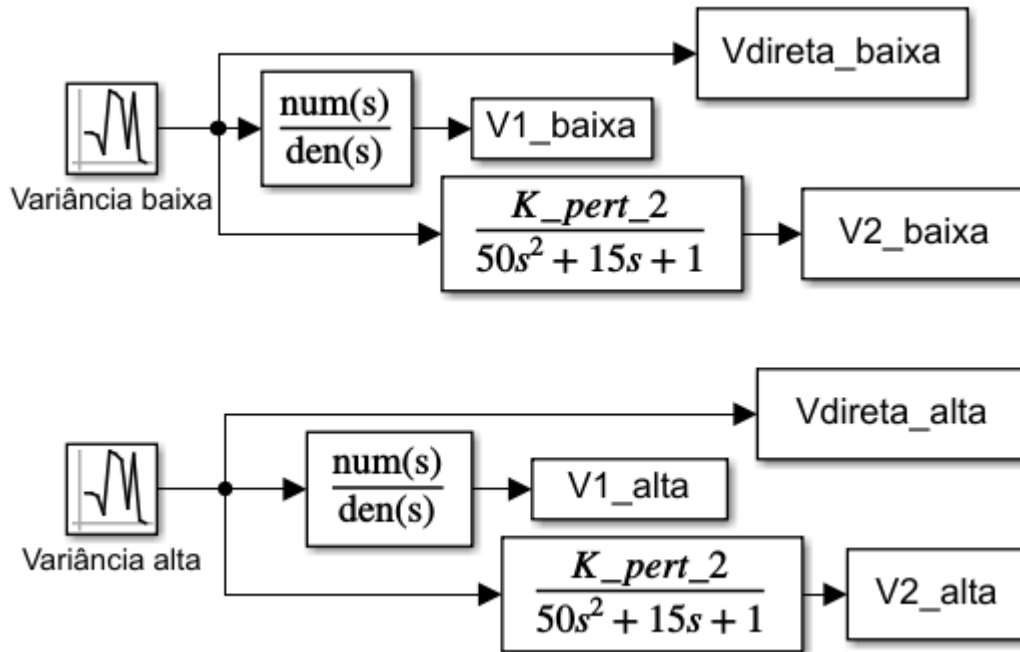 Vdireta_baixa
num(s)
den(s)
V1_baixa
Variância baixa
K_pert_2
50s² + 15s + 1
V2_baixa
Vdireta_alta
num(s)
den(s)
V1_alta
Variância alta
K_pert_2
50s² + 15s + 1
V2_alta